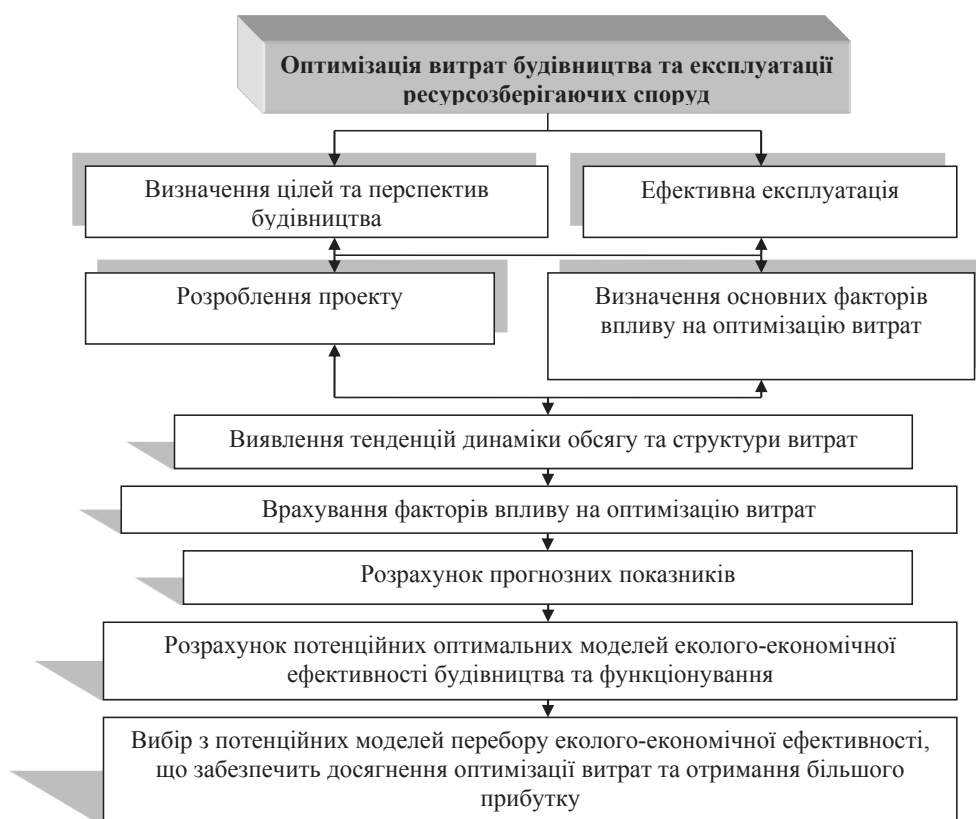 Оптимізація витрат будівництва та експлуатації
ресурсозберігаючих споруд
Визначення цілей та перспектив
будівництва
Ефективна експлуатація
Розроблення проекту
Визначення основних факторів
впливу на оптимізацію витрат
Виявлення тенденцій динаміки обсягу та структури витрат
Врахування факторів впливу на оптимізацію витрат
Розрахунок прогнозних показників
Розрахунок потенційних оптимальних моделей еколого-економічної
ефективності будівництва та функціонування
Вибір з потенційних моделей перебору еколого-економічної ефективності,
що забезпечить досягнення оптимізації витрат та отримання більшого
прибутку